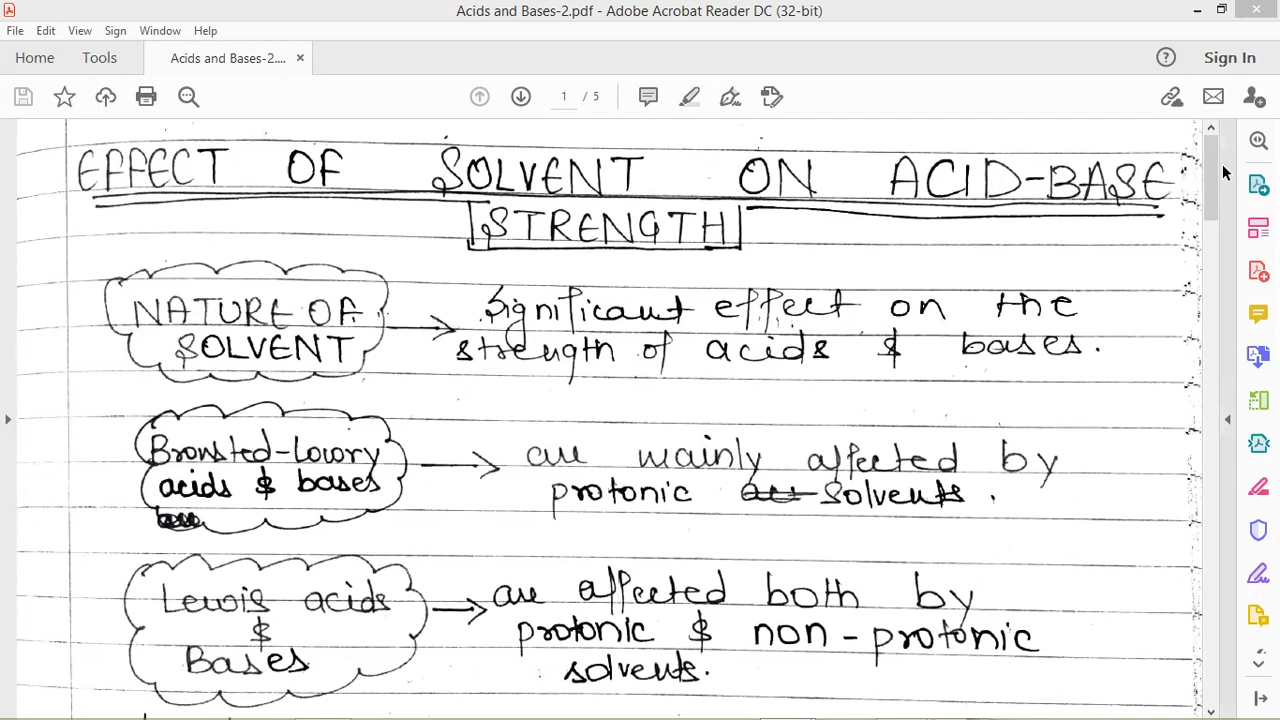 Acids and Bases-2.pdf - Adobe Acrobat Reader DC (32-bit)
File Edit View Sign Window Help
Home Tools Acids and Bases-2.... × Sign In
1 / 5
EFFECT OF SOLVENT ON ACID-BASE
STRENGTH
NATURE OF
SOLVENT
Significant effect on the
strength of acids & bases.
Bronsted-Lowry
acids & bases
are mainly affected by
protonic solvents.
Lewis acids
&
Bases
are affected both by
protonic & non-protonic
solvents.